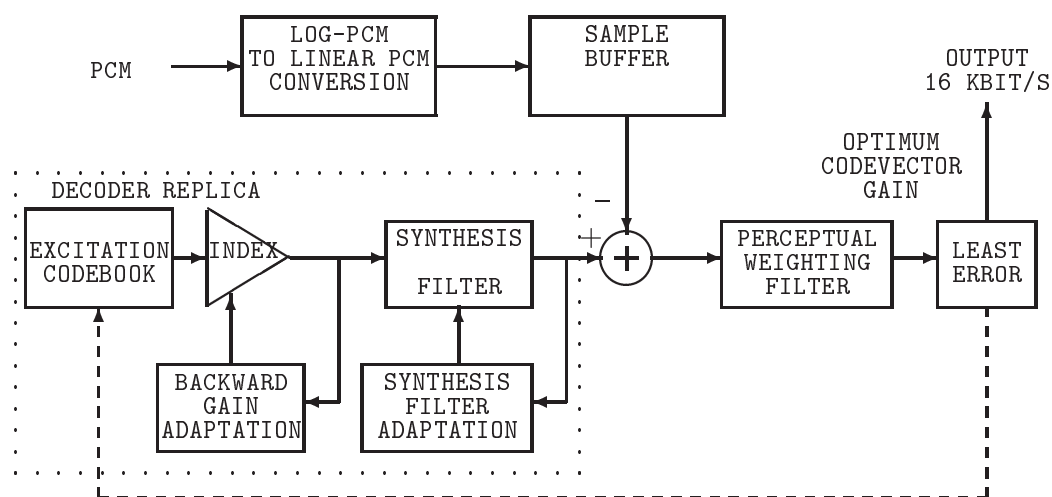 LOG-PCM
TO LINEAR PCM
CONVERSION
SAMPLE
BUFFER
PCM
OUTPUT
16 KBIT/S
OPTIMUM
CODEVECTOR
GAIN
DECODER REPLICA
−
+
EXCITATION
CODEBOOK
INDEX
SYNTHESIS
FILTER
+
PERCEPTUAL
WEIGHTING
FILTER
LEAST
ERROR
BACKWARD
GAIN
ADAPTATION
SYNTHESIS
FILTER
ADAPTATION